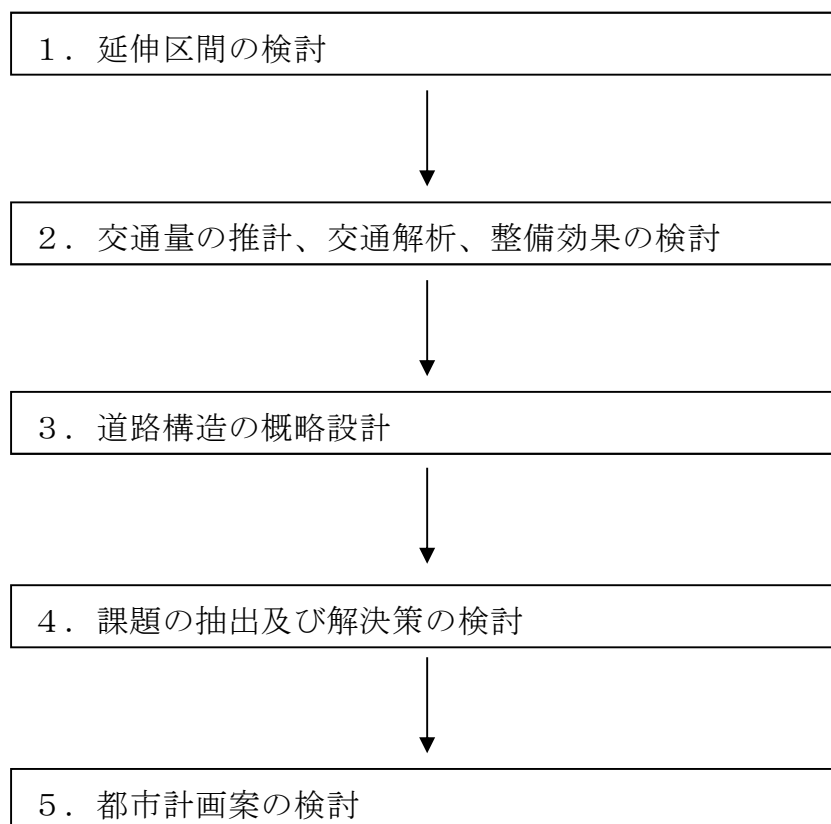 １．延伸区間の検討
２．交通量の推計、交通解析、整備効果の検討
３．道路構造の概略設計
４．課題の抽出及び解決策の検討
５．都市計画案の検討